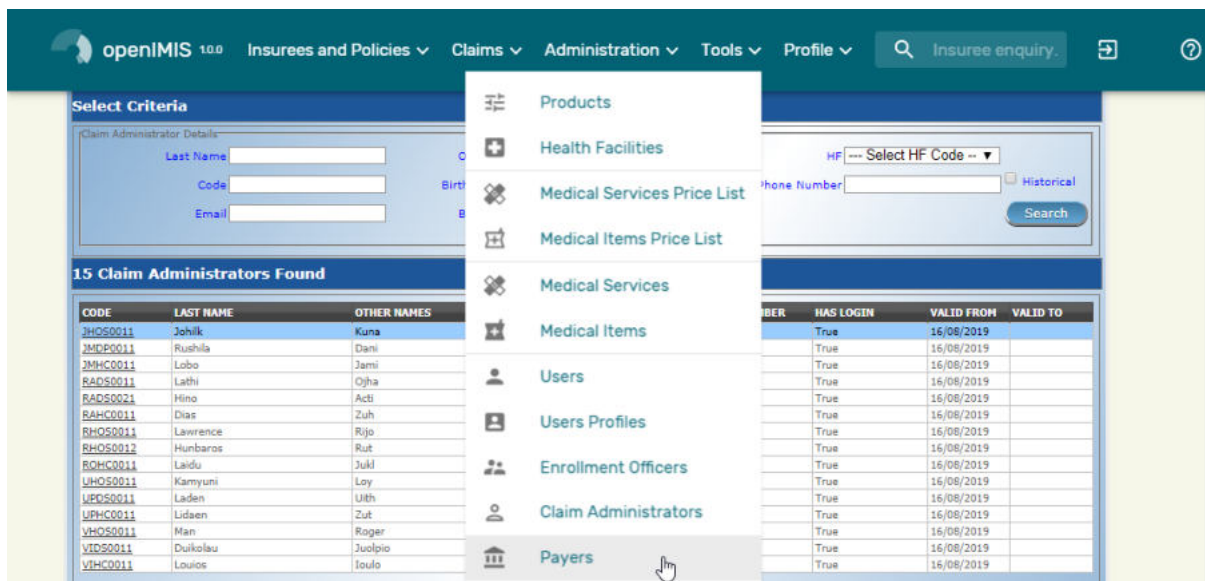 openIMIS 1.0.0 Insurees and Policies Claims Administration Tools Profile Insuree enquiry.
Select Criteria
Claim Administrator Details
Last Name HF --- Select HF Code --
Code Birth Phone Number Historical
Email Search
Products
Health Facilities
Medical Services Price List
Medical Items Price List
Medical Services
Medical Items
Users
Users Profiles
Enrollment Officers
Claim Administrators
Payers
15 Claim Administrators Found
CODE LAST NAME OTHER NAMES HAS LOGIN VALID FROM VALID TO
JHOS0011 Johilk Kuna True 16/08/2019
JMDP0011 Rushila Dani True 16/08/2019
JMHC0011 Lobo Jami True 16/08/2019
RADS0011 Lathi Ojha True 16/08/2019
RADS0021 Hino Acti True 16/08/2019
RAHC0011 Dias Zuh True 16/08/2019
RHOS0011 Lawrence Rijo True 16/08/2019
RHOS0012 Hunbaros Rut True 16/08/2019
ROHC0011 Laidu Jukl True 16/08/2019
UHOS0011 Kamyuni Loy True 16/08/2019
UPDS0011 Laden Uith True 16/08/2019
UPHC0011 Lidaen Zut True 16/08/2019
VHOS0011 Man Roger True 16/08/2019
VIDS0011 Duikolau Juolpio True 16/08/2019
VIHC0011 Louios Ioulo True 16/08/2019